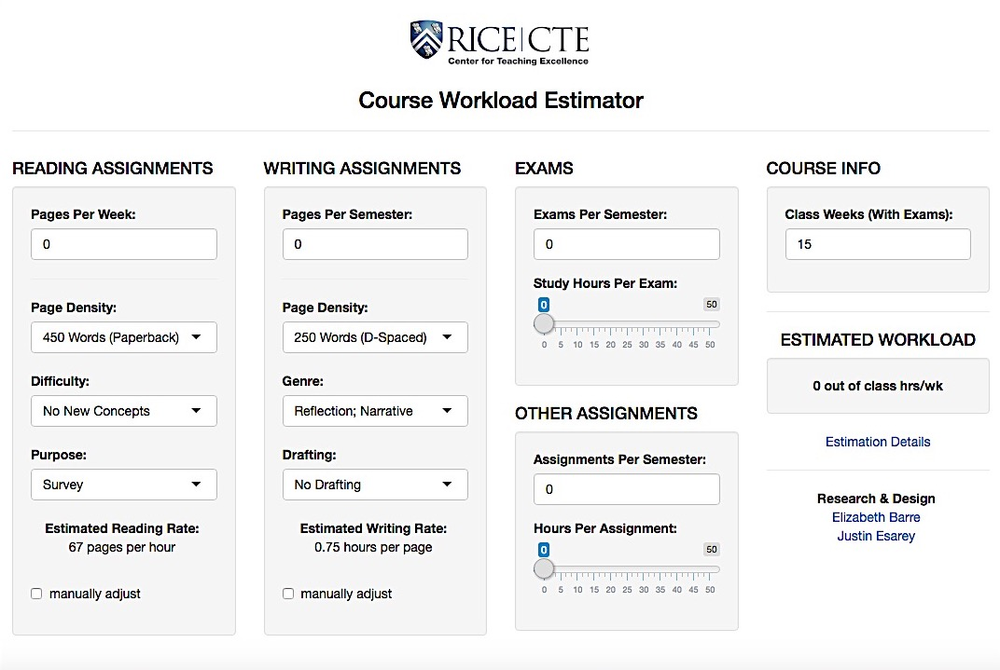 RICE|CTE
Center for Teaching Excellence
Course Workload Estimator
READING ASSIGNMENTS
Pages Per Week:
0
Page Density:
450 Words (Paperback)
Difficulty:
No New Concepts
Purpose:
Survey
Estimated Reading Rate:
67 pages per hour
manually adjust
WRITING ASSIGNMENTS
Pages Per Semester:
0
Page Density:
250 Words (D-Spaced)
Genre:
Reflection; Narrative
Drafting:
No Drafting
Estimated Writing Rate:
0.75 hours per page
manually adjust
EXAMS
Exams Per Semester:
0
Study Hours Per Exam:
0 50
0 5 10 15 20 25 30 35 40 45 50
OTHER ASSIGNMENTS
Assignments Per Semester:
0
Hours Per Assignment:
0 50
0 5 10 15 20 25 30 35 40 45 50
COURSE INFO
Class Weeks (With Exams):
15
ESTIMATED WORKLOAD
0 out of class hrs/wk
Estimation Details
Research & Design
Elizabeth Barre
Justin Esarey